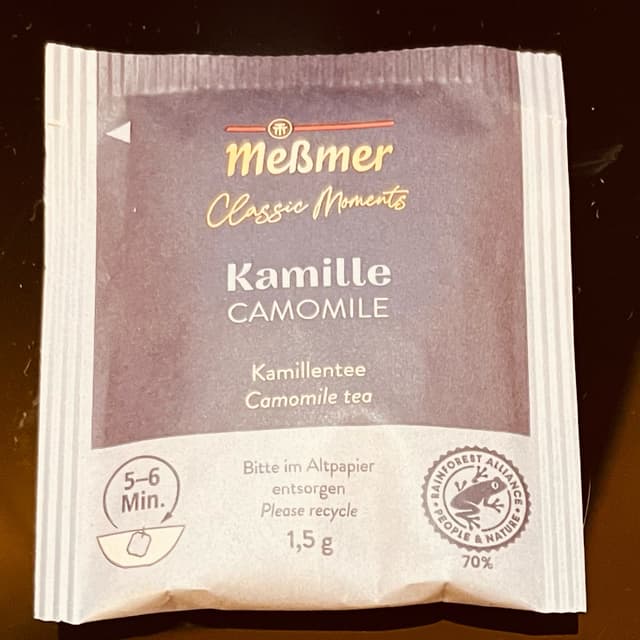 Meßmer
Classic Moments
Kamille
CAMOMILE
Kamillentee
Camomile tea
5–6
Min.
Bitte im Altpapier
entsorgen
Please recycle
1,5 g
RAINFOREST ALLIANCE
PEOPLE & NATURE
70%